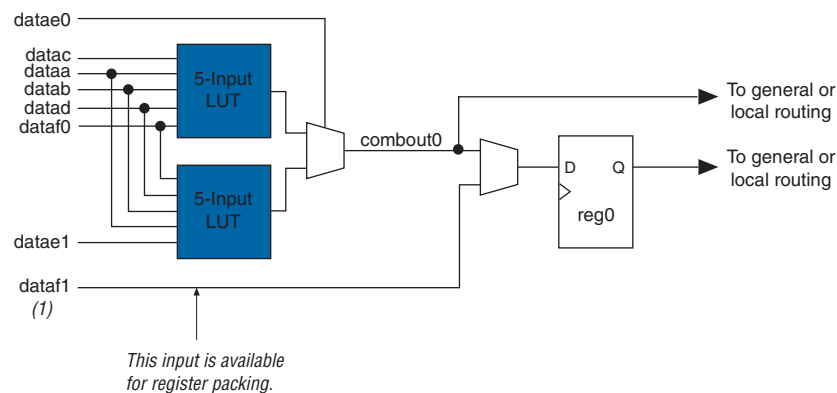 datae0
datac
dataa
datab
datad
dataf0
5-Input
LUT
combout0
To general or
local routing
D Q
reg0
To general or
local routing
5-Input
LUT
datae1
dataf1
(1)
This input is available
for register packing.